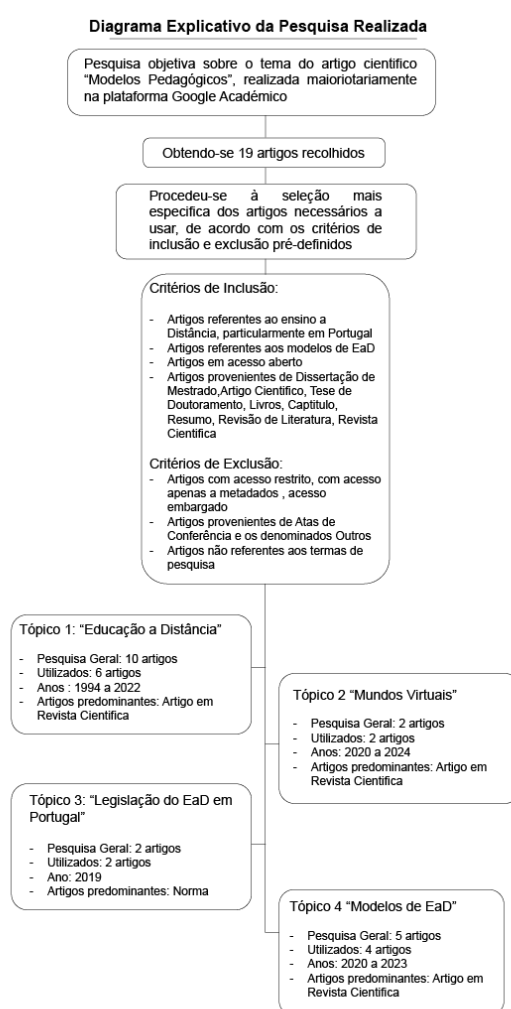 Diagrama Explicativo da Pesquisa Realizada
Pesquisa objetiva sobre o tema do artigo cientifico
“Modelos Pedagógicos”, realizada maioriotariamente
na plataforma Google Académico
Obtendo-se 19 artigos recolhidos
Procedeu-se à seleção mais
especifica dos artigos necessários a
usar, de acordo com os critérios de
inclusão e exclusão pré-definidos
Critérios de Inclusão:
- Artigos referentes ao ensino a
Distância, particularmente em Portugal
- Artigos referentes aos modelos de EaD
- Artigos em acesso aberto
- Artigos provenientes de Dissertação de
Mestrado,Artigo Cientifico, Tese de
Doutoramento, Livros, Captitulo,
Resumo, Revisão de Literatura, Revista
Cientifica
Critérios de Exclusão:
- Artigos com acesso restrito, com acesso
apenas a metadados , acesso
embargado
- Artigos provenientes de Atas de
Conferência e os denominados Outros
- Artigos não referentes aos termas de
pesquisa
Tópico 1: “Educação a Distância”
- Pesquisa Geral: 10 artigos
- Utilizados: 6 artigos
- Anos : 1994 a 2022
- Artigos predominantes: Artigo em
Revista Cientifica
Tópico 2 “Mundos Virtuais”
- Pesquisa Geral: 2 artigos
- Utilizados: 2 artigos
- Anos: 2020 a 2024
- Artigos predominantes: Artigo em
Revista Cientifica
Tópico 3: “Legislação do EaD em
Portugal”
- Pesquisa Geral: 2 artigos
- Utilizados: 2 artigos
- Ano: 2019
- Artigos predominantes: Norma
Tópico 4 “Modelos de EaD”
- Pesquisa Geral: 5 artigos
- Utilizados: 4 artigos
- Anos: 2020 a 2023
- Artigos predominantes: Artigo em
Revista Cientifica